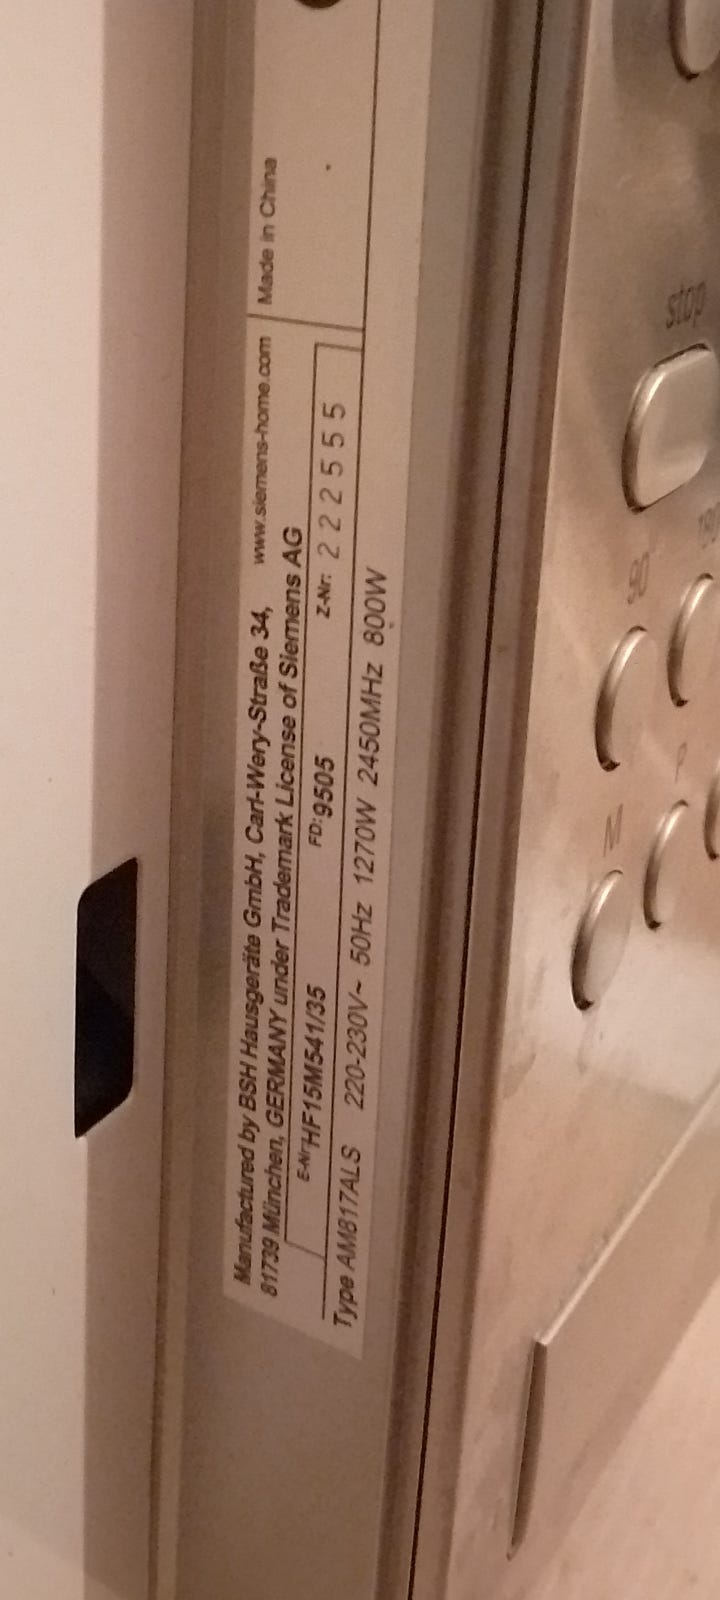 Manufactured by BSH Hausgeräte GmbH, Carl-Wery-Straße 34, www.siemens-home.com Made in China
81739 München, GERMANY under Trademark License of Siemens AG
E-Nr HF15M541/35 FD: 9505 Z-Nr: 222555
Type AM817ALS 220-230V~ 50Hz 1270W 2450MHz 800W
stop
90
M
P